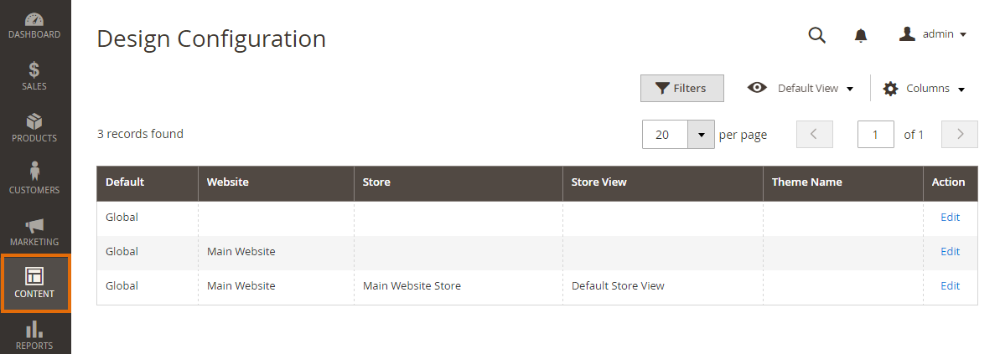 DASHBOARD
SALES
PRODUCTS
CUSTOMERS
MARKETING
CONTENT
REPORTS
Design Configuration
admin
Filters
Default View
Columns
3 records found
20 per page
1 of 1
Default Website Store Store View Theme Name Action
Global Edit
Global Main Website Edit
Global Main Website Main Website Store Default Store View Edit